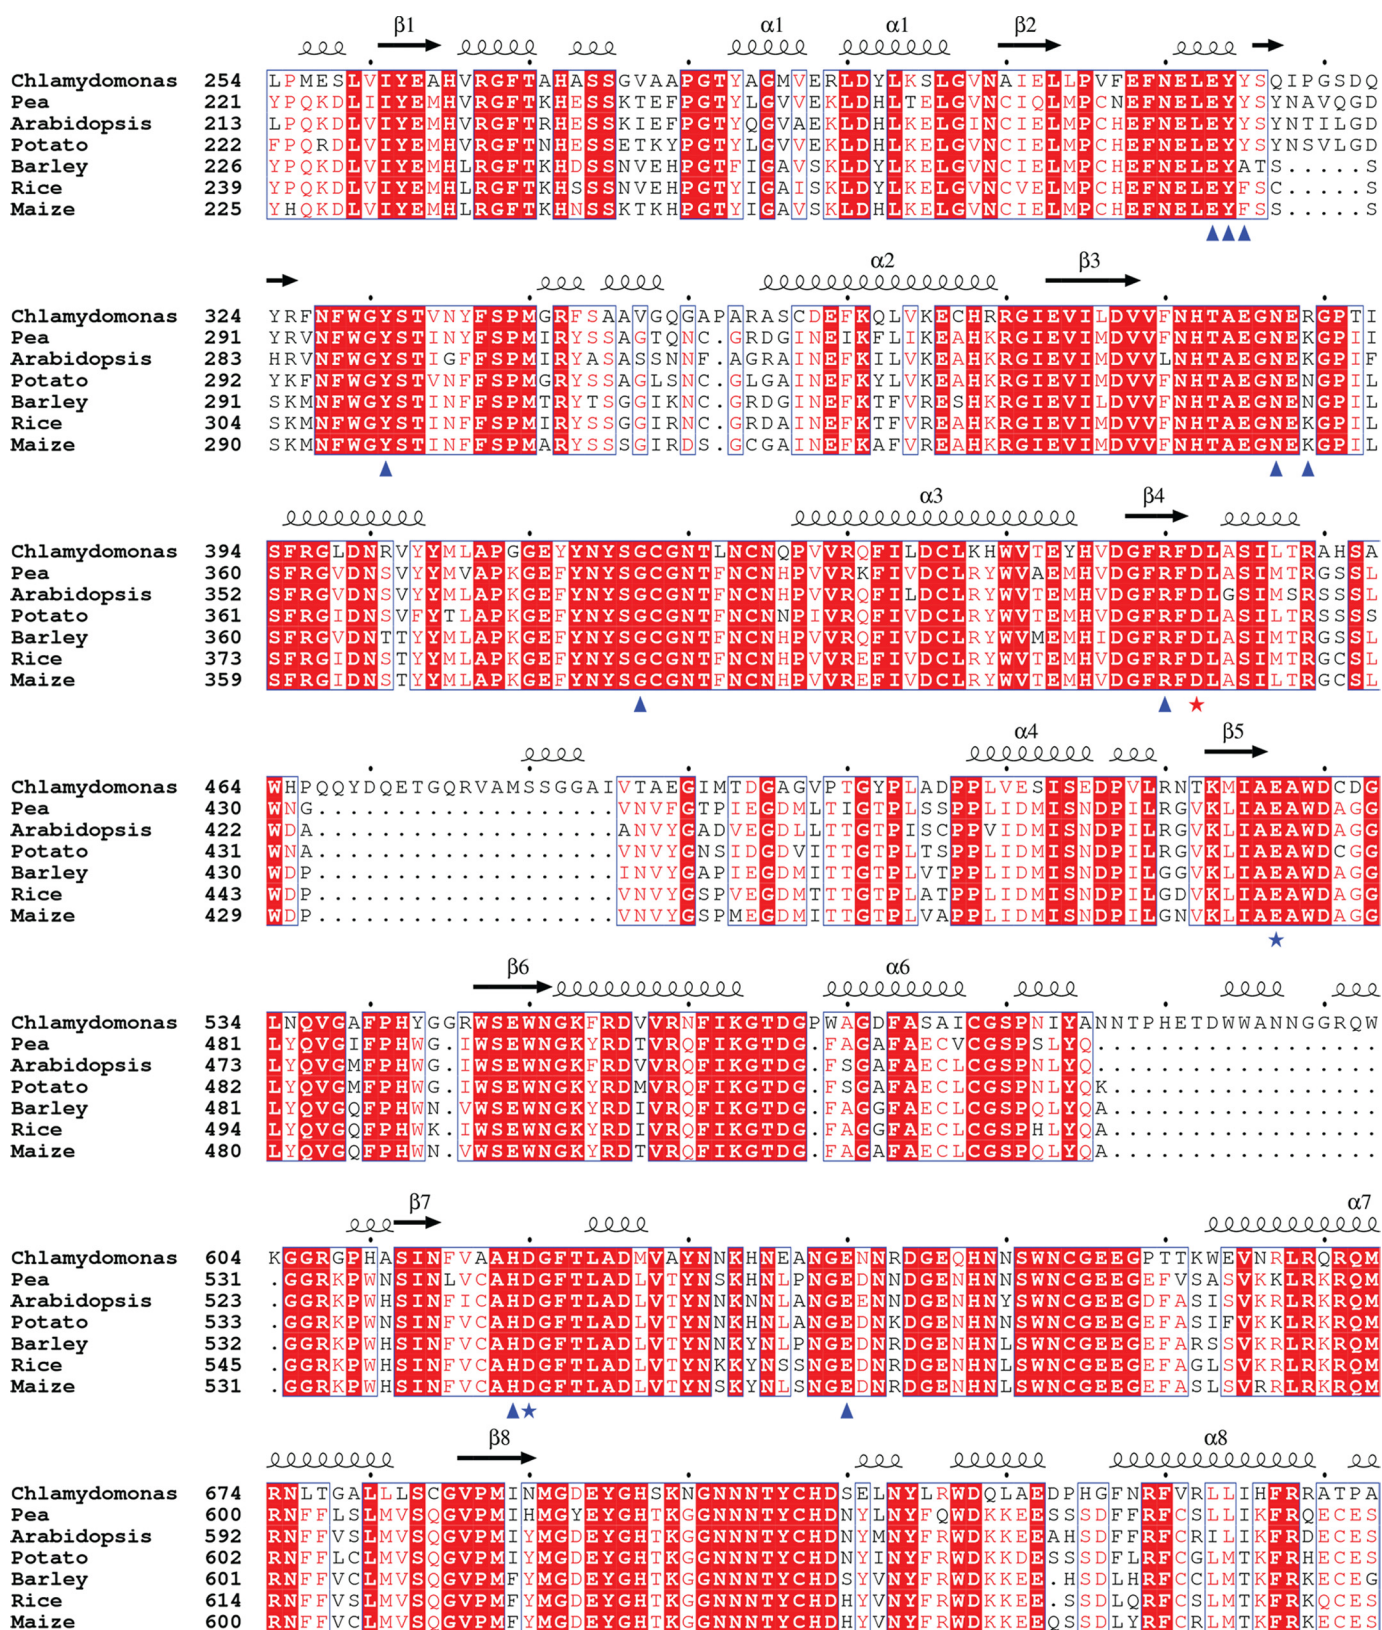 β1 α1 α1 β2
Chlamydomonas 254 LPMESLVIYEAHVRGFTAHASSGVAAPGTYAGMVERLDYLKSLGVNAIELLPVFEFNELEYYSQIPGSDQ
Pea 221 YPQKDLIIYEMHVRGFTKHESSKTEFPGTYLGVVEKLDHLTELGVNCIQLMPCNEFNELEYYSYNAVQGD
Arabidopsis 213 LPQKDLVIYEMHVRGFTRHESSKIEFPGTYQGVAEKLDHLKELGINCIELMPCHEFNELEYYSYNTILGD
Potato 222 FPQRDLVIYEMHVRGFTNHESSETKYPGTYLGVVEKLDHLKELGVNCIELMPCHEFNELEYYSYNSVLGD
Barley 226 YPQKDLVIYEMHLRGFTKHDSSNVEHPGTFIGAVSKLDYLKELGVNCIELMPCHEFNELEYATS.....S
Rice 239 YPQKDLVIYEMHLRGFTKHSSSNVEHPGTYIGAISKLDYLKELGVNCVELMPCHEFNELEYFSC.....S
Maize 225 YHQKDLVIYEMHLRGFTKHNSSKTKHPGTYIGAVSKLDHLKELGVNCIELMPCHEFNELEYFSS.....S
α2 β3
Chlamydomonas 324 YRFNFWGYSTVNYFSPMGRFSAAVGQGAPARASCDEFKQLVKECHRRGIEVILDVVFNHTAEGNERGPTI
Pea 291 YRVNFWGYSTINYFSPMIRYSSAGTQNC.GRDGINEIKFLIKEAHKRGIEVIMDVVFNHTAEGNEKGPII
Arabidopsis 283 HRVNFWGYSTIGFFSPMIRYASASSNNF.AGRAINEFKILVKEAHKRGIEVIMDVVLNHTAEGNEKGPIF
Potato 292 YKFNFWGYSTVNFFSPMGRYSSAGLSNC.GLGAINEFKYLVKEAHKRGIEVIMDVVFNHTAEGNENGPIL
Barley 291 SKMNFWGYSTINFFSPMTRYTSGGIKNC.GRDGINEFKTFVRESHKRGIEVILDVVFNHTAEGNENGPIL
Rice 304 SKMNFWGYSTINFFSPMIRYSSGGIRNC.GRDAINEFKTFVREAHKRGIEVIMDVVFNHTAEGNEKGPIL
Maize 290 SKMNFWGYSTINFFSPMARYSSSGIRDS.GCGAINEFKAFVREAHKRGIEVIMDVVFNHTAEGNEKGPIL
α3 β4
Chlamydomonas 394 SFRGLDNRVYYMLAPGGEYYNYSGCGNTLNCNQPVVRQFILDCLKHWVTEYHVDGFRFDLASILTRAHSA
Pea 360 SFRGVDNSVYYMVAPKGEFYNYSGCGNTFNCNHPVVRKFIVDCLRYWVAEMHVDGFRFDLASIMTRGSSL
Arabidopsis 352 SFRGVDNSVYYMLAPKGEFYNYSGCGNTFNCNHPVVRQFILDCLRYWVTEMHVDGFRFDLGSIMSRSSSL
Potato 361 SFRGIDNSVFYTLAPKGEFYNYSGCGNTFNCNNPIVRQFIVDCLRYWVTEMHVDGFRFDLASILTRSSSS
Barley 360 SFRGVDNTTYYMLAPKGEFYNYSGCGNTFNCNHPVVRQFIVDCLRYWVMEMHIDGFRFDLASIMTRGSSL
Rice 373 SFRGIDNSTYYMLAPKGEFYNYSGCGNTFNCNHPVVREFIVDCLRYWVTEMHVDGFRFDLASIMTRGCSL
Maize 359 SFRGIDNSTYYMLAPKGEFYNYSGCGNTFNCNHPVVREFIVDCLRYWVTEMHVDGFRFDLASILTRGCSL
α4 β5
Chlamydomonas 464 WHPQQYDQETGQRVAMSSGGAIVTAEGIMTDGAGVPTGYPLADPPLVESISEDPVLRNTKMIAEAWDCDG
Pea 430 WNG...................VNVFGTPIEGDMLTIGTPLSSPPLIDMISNDPILRGVKLIAEAWDAGG
Arabidopsis 422 WDA...................ANVYGADVEGDLLTTGTPISCPPVIDMISNDPILRGVKLIAEAWDAGG
Potato 431 WNA...................VNVYGNSIDGDVITTGTPLTSPPLIDMISNDPILRGVKLIAEAWDCGG
Barley 430 WDP...................INVYGAPIEGDMITTGTPLVTPPLIDMISNDPILGGVKLIAEAWDAGG
Rice 443 WDP...................VNVYGSPVEGDMTTTGTPLATPPLIDMISNDPILGDVKLIAEAWDAGG
Maize 429 WDP...................VNVYGSPMEGDMITTGTPLVAPPLIDMISNDPILGNVKLIAEAWDAGG
β6 α6
Chlamydomonas 534 LNQVGAFPHYGGRWSEWNGKFRDVVRNFIKGTDGPWAGDFASAICGSPNIYANNTPHETDWWANNGGRQW
Pea 481 LYQVGIFPHWG.IWSEWNGKYRDTVRQFIKGTDG.FAGAFAECVCGSPSLYQ..................
Arabidopsis 473 LYQVGMFPHWG.IWSEWNGKFRDVVRQFIKGTDG.FSGAFAECLCGSPNLYQ..................
Potato 482 LYQVGMFPHWG.IWSEWNGKYRDMVRQFIKGTDG.FSGAFAECLCGSPNLYQK.................
Barley 481 LYQVGQFPHWN.VWSEWNGKYRDIVRQFIKGTDG.FAGGFAECLCGSPQLYQA.................
Rice 494 LYQVGQFPHWK.IWSEWNGKYRDIVRQFIKGTDG.FAGGFAECLCGSPHLYQA.................
Maize 480 LYQVGQFPHWN.VWSEWNGKYRDTVRQFIKGTDG.FAGAFAECLCGSPQLYQA.................
β7 α7
Chlamydomonas 604 KGGRGPHASINFVAAHDGFTLADMVAYNNKHNEANGENNRDGEQHNNSWNCGEEGPTTKWEVNRLRQRQM
Pea 531 .GGRKPWNSINLVCAHDGFTLADLVTYNSKHNLPNGEDNNDGENHNNSWNCGEEGEFVSASVKKLRKRQM
Arabidopsis 523 .GGRKPWHSINFICAHDGFTLADLVTYNNKNNLANGEENNDGENHNYSWNCGEEGDFASISVKRLRKRQM
Potato 533 .GGRKPWNSINFVCAHDGFTLADLVTYNNKHNLANGEDNKDGENHNNSWNCGEEGEFASIFVKKLRKRQM
Barley 532 .GGRKPWHSINFVCAHDGFTLADLVTYNNKYNLPNGEDNRDGENHNLSWNCGEEGEFARSSVKRLRKRQM
Rice 545 .GGRKPWHSINFVCAHDGFTLADLVTYNKKYNSSNGEDNRDGENHNLSWNCGEEGEFAGLSVKRLRKRQM
Maize 531 .GGRKPWHSINFVCAHDGFTLADLVTYNSKYNLSNGEDNRDGENHNLSWNCGEEGEFASLSVRRLRKRQM
β8 α8
Chlamydomonas 674 RNLTGALLLSCGVPMINMGDEYGHSKNGNNNTYCHDSELNYLRWDQLAEDPHGFNRFVRLLIHFRRATPA
Pea 600 RNFFLSLMVSQGVPMIHMGYEYGHTKGGNNNTYCHDNYLNYFQWDKKEESSSDFFRFCSLLIKFRQECES
Arabidopsis 592 RNFFVSLMVSQGVPMIYMGDEYGHTKGGNNNTYCHDNYMNYFRWDKKEEAHSDFFRFCRILIKFRDECES
Potato 602 RNFFLCLMVSQGVPMIYMGDEYGHTKGGNNNTYCHDNYINYFRWDKKDESSSDFLRFCGLMTKFRHECES
Barley 601 RNFFVCLMVSQGVPMFYMGDEYGHTKGGNNNTYCHDSYVNYFRWDKKEE.HSDLHRFCCLMTKFRKECEG
Rice 614 RNFFVCLMVSQGVPMFYMGDEYGHTKGGNNNTYCHDHYVNYFRWDKKEEQSSDLQRFCRLMTKFRKECES
Maize 600 RNFFVCLMVSQGVPMFYMGDEYGHTKGGNNNTYCHDHYVNYFRWDKKEEQSSDLYRFCRLMTKFRKECES